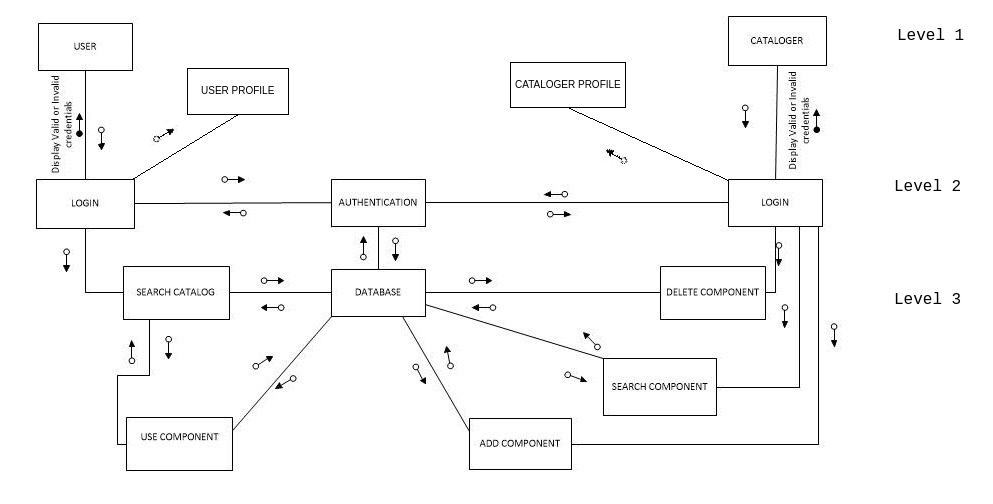 USER
CATALOGER
Level 1
USER PROFILE
CATALOGER PROFILE
Display Valid or Invalid
credentials
Display Valid or Invalid
credentials
LOGIN
AUTHENTICATION
LOGIN
Level 2
SEARCH CATALOG
DATABASE
DELETE COMPONENT
Level 3
SEARCH COMPONENT
USE COMPONENT
ADD COMPONENT